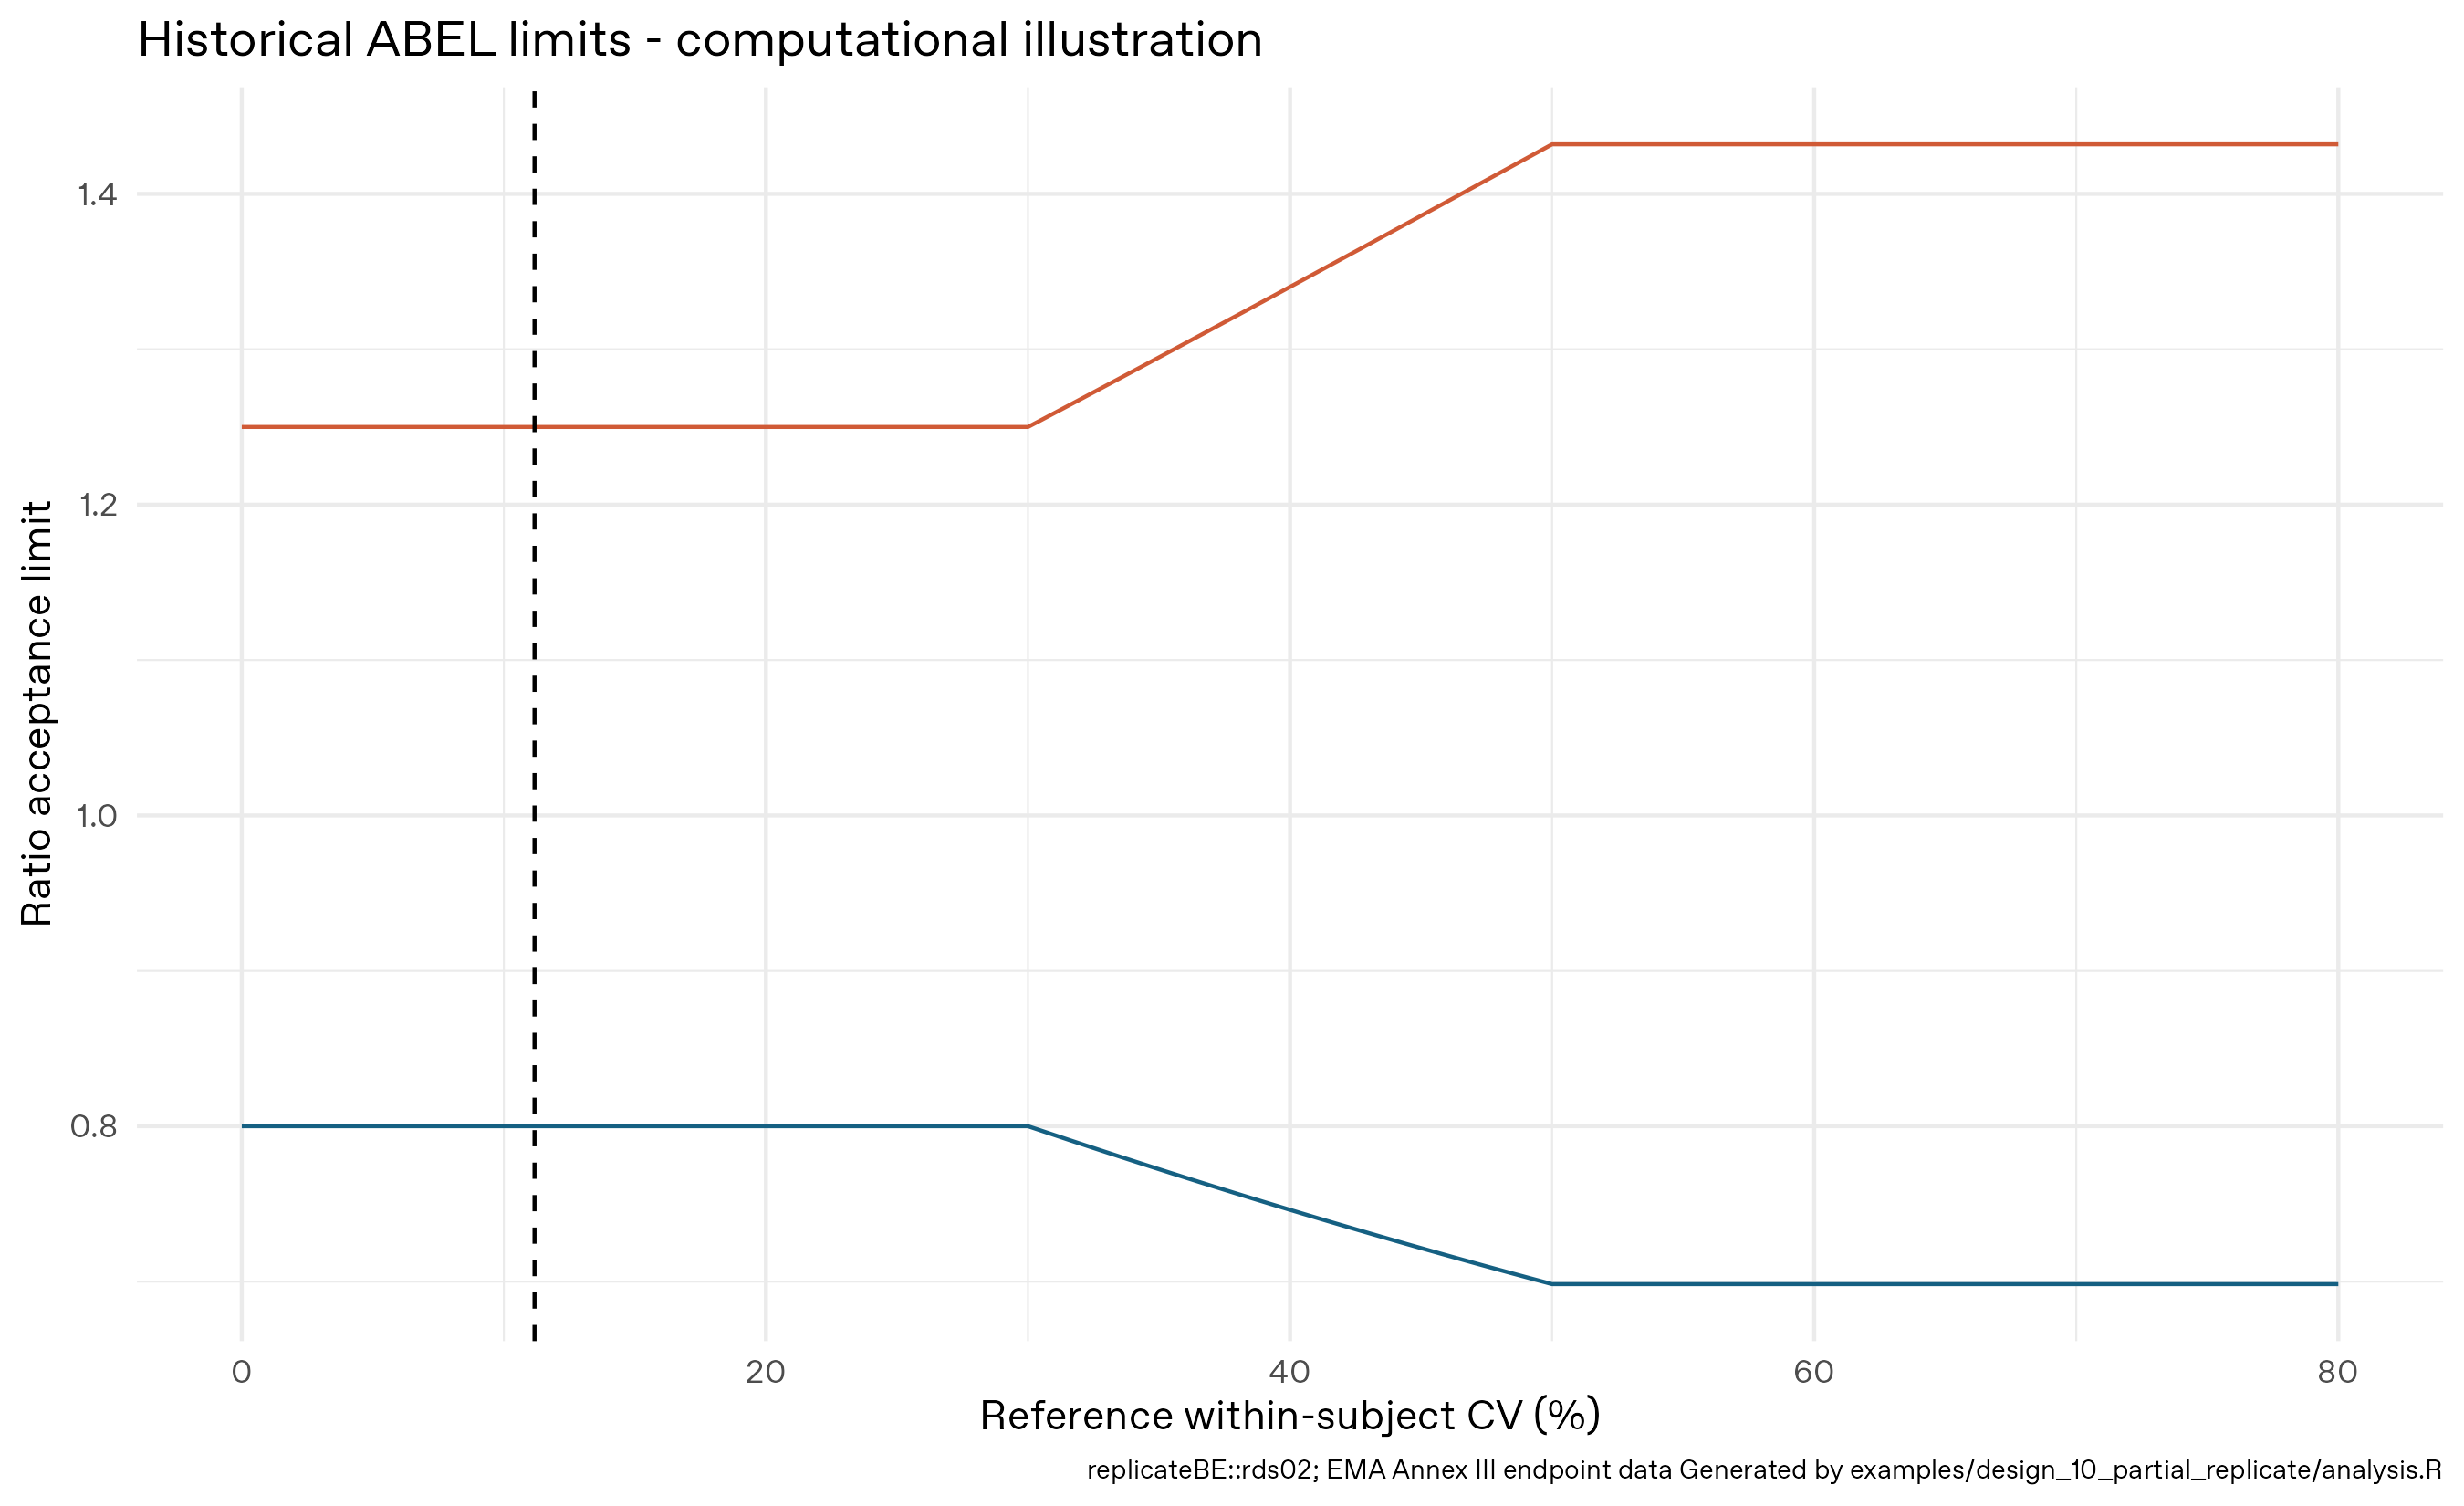 Historical ABEL limits - computational illustration
Ratio acceptance limit
1.4
1.2
1.0
0.8
0
20
40
60
80
Reference within-subject CV (%)
replicateBE::rds02; EMA Annex III endpoint data Generated by examples/design_10_partial_replicate/analysis.R